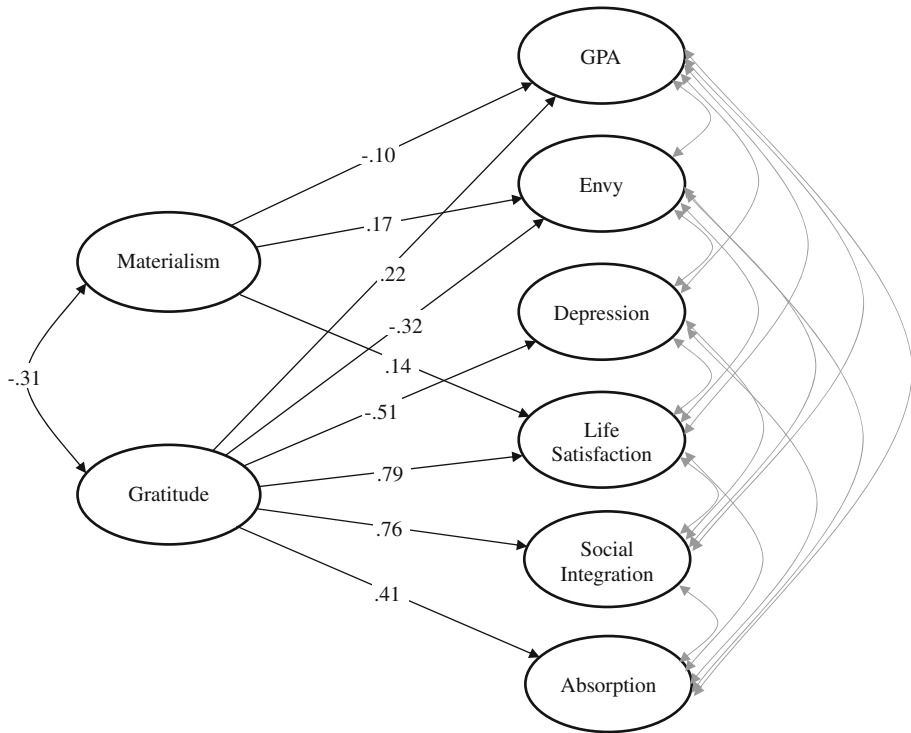 GPA
-.10
Envy
.17
Materialism
.22
Depression
-.32
.14
-.31
-.51
Life
Satisfaction
.79
Gratitude
.76
Social
Integration
.41
Absorption